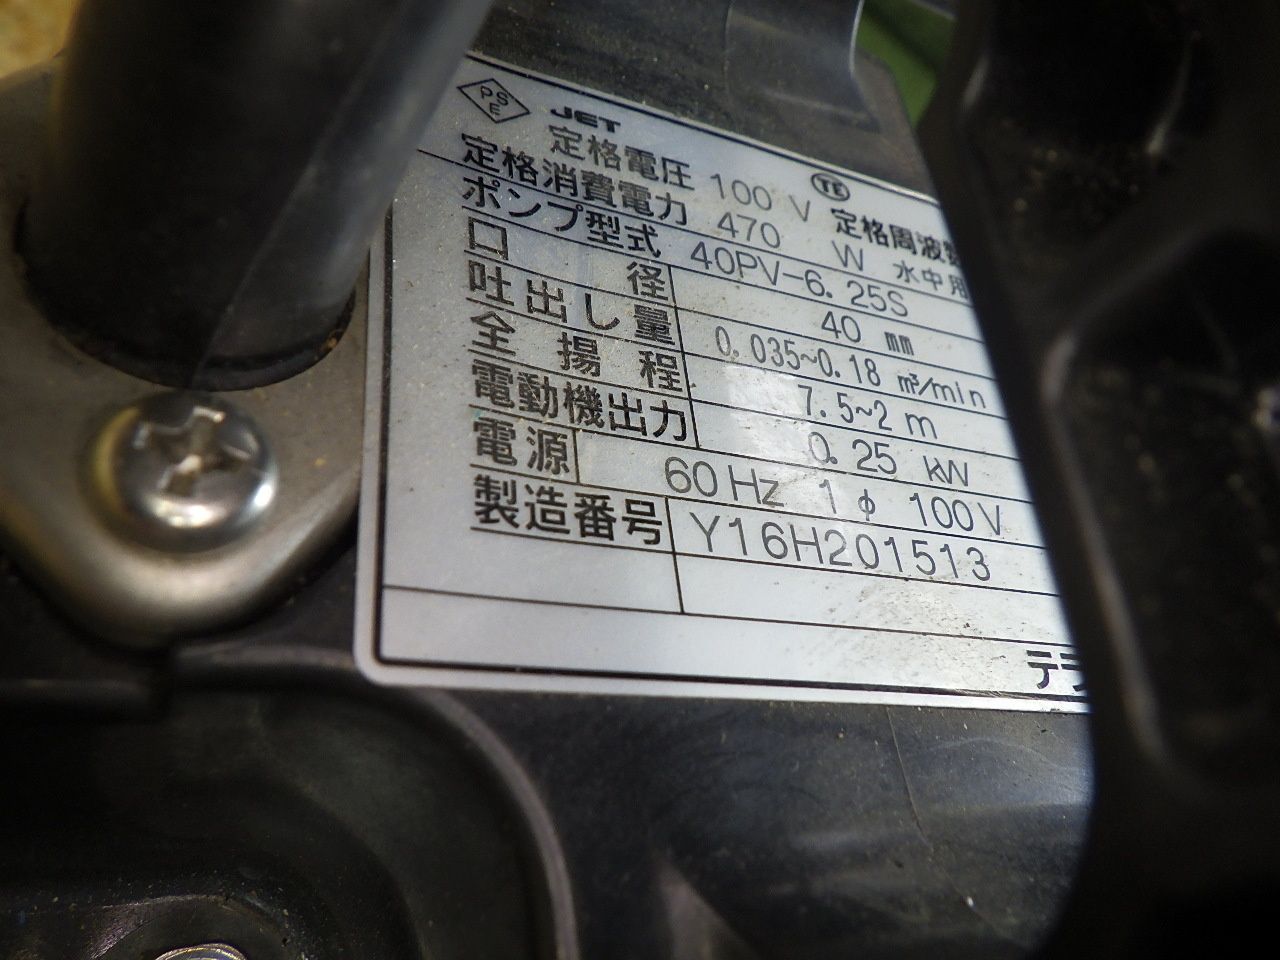 PSE JET TE
定格電圧 100 V 定格周波数
定格消費電力 470 W 水中用
ポンプ型式 40PV-6.25S
口径 40 mm
吐出し量 0.035~0.18 m³/min
全揚程 7.5~2 m
電動機出力 0.25 kW
電源 60Hz 1φ 100V
製造番号 Y16H201513
テラ